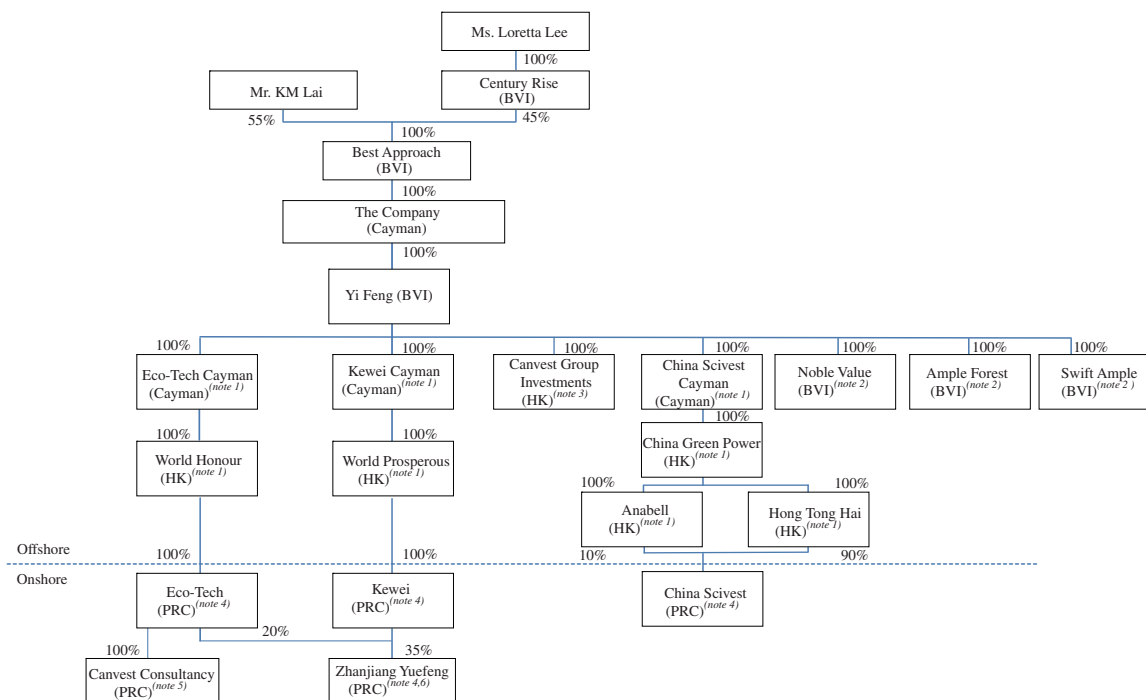 Ms. Loretta Lee
100%
Mr. KM Lai
Century Rise
(BVI)
55%
45%
100%
Best Approach
(BVI)
100%
The Company
(Cayman)
100%
Yi Feng (BVI)
100%
100%
100%
100%
100%
100%
100%
Eco-Tech Cayman
(Cayman)(note 1)
Kewei Cayman
(Cayman)(note 1)
Canvest Group
Investments
(HK)(note 3)
China Scivest
Cayman
(Cayman)(note 1)
Noble Value
(BVI)(note 2)
Ample Forest
(BVI)(note 2)
Swift Ample
(BVI)(note 2)
100%
100%
100%
World Honour
(HK)(note 1)
World Prosperous
(HK)(note 1)
China Green Power
(HK)(note 1)
100%
100%
Anabell
(HK)(note 1)
Hong Tong Hai
(HK)(note 1)
Offshore
100%
100%
10%
90%
Onshore
Eco-Tech
(PRC)(note 4)
Kewei
(PRC)(note 4)
China Scivest
(PRC)(note 4)
20%
100%
35%
Canvest Consultancy
(PRC)(note 5)
Zhanjiang Yuefeng
(PRC)(note 4,6)